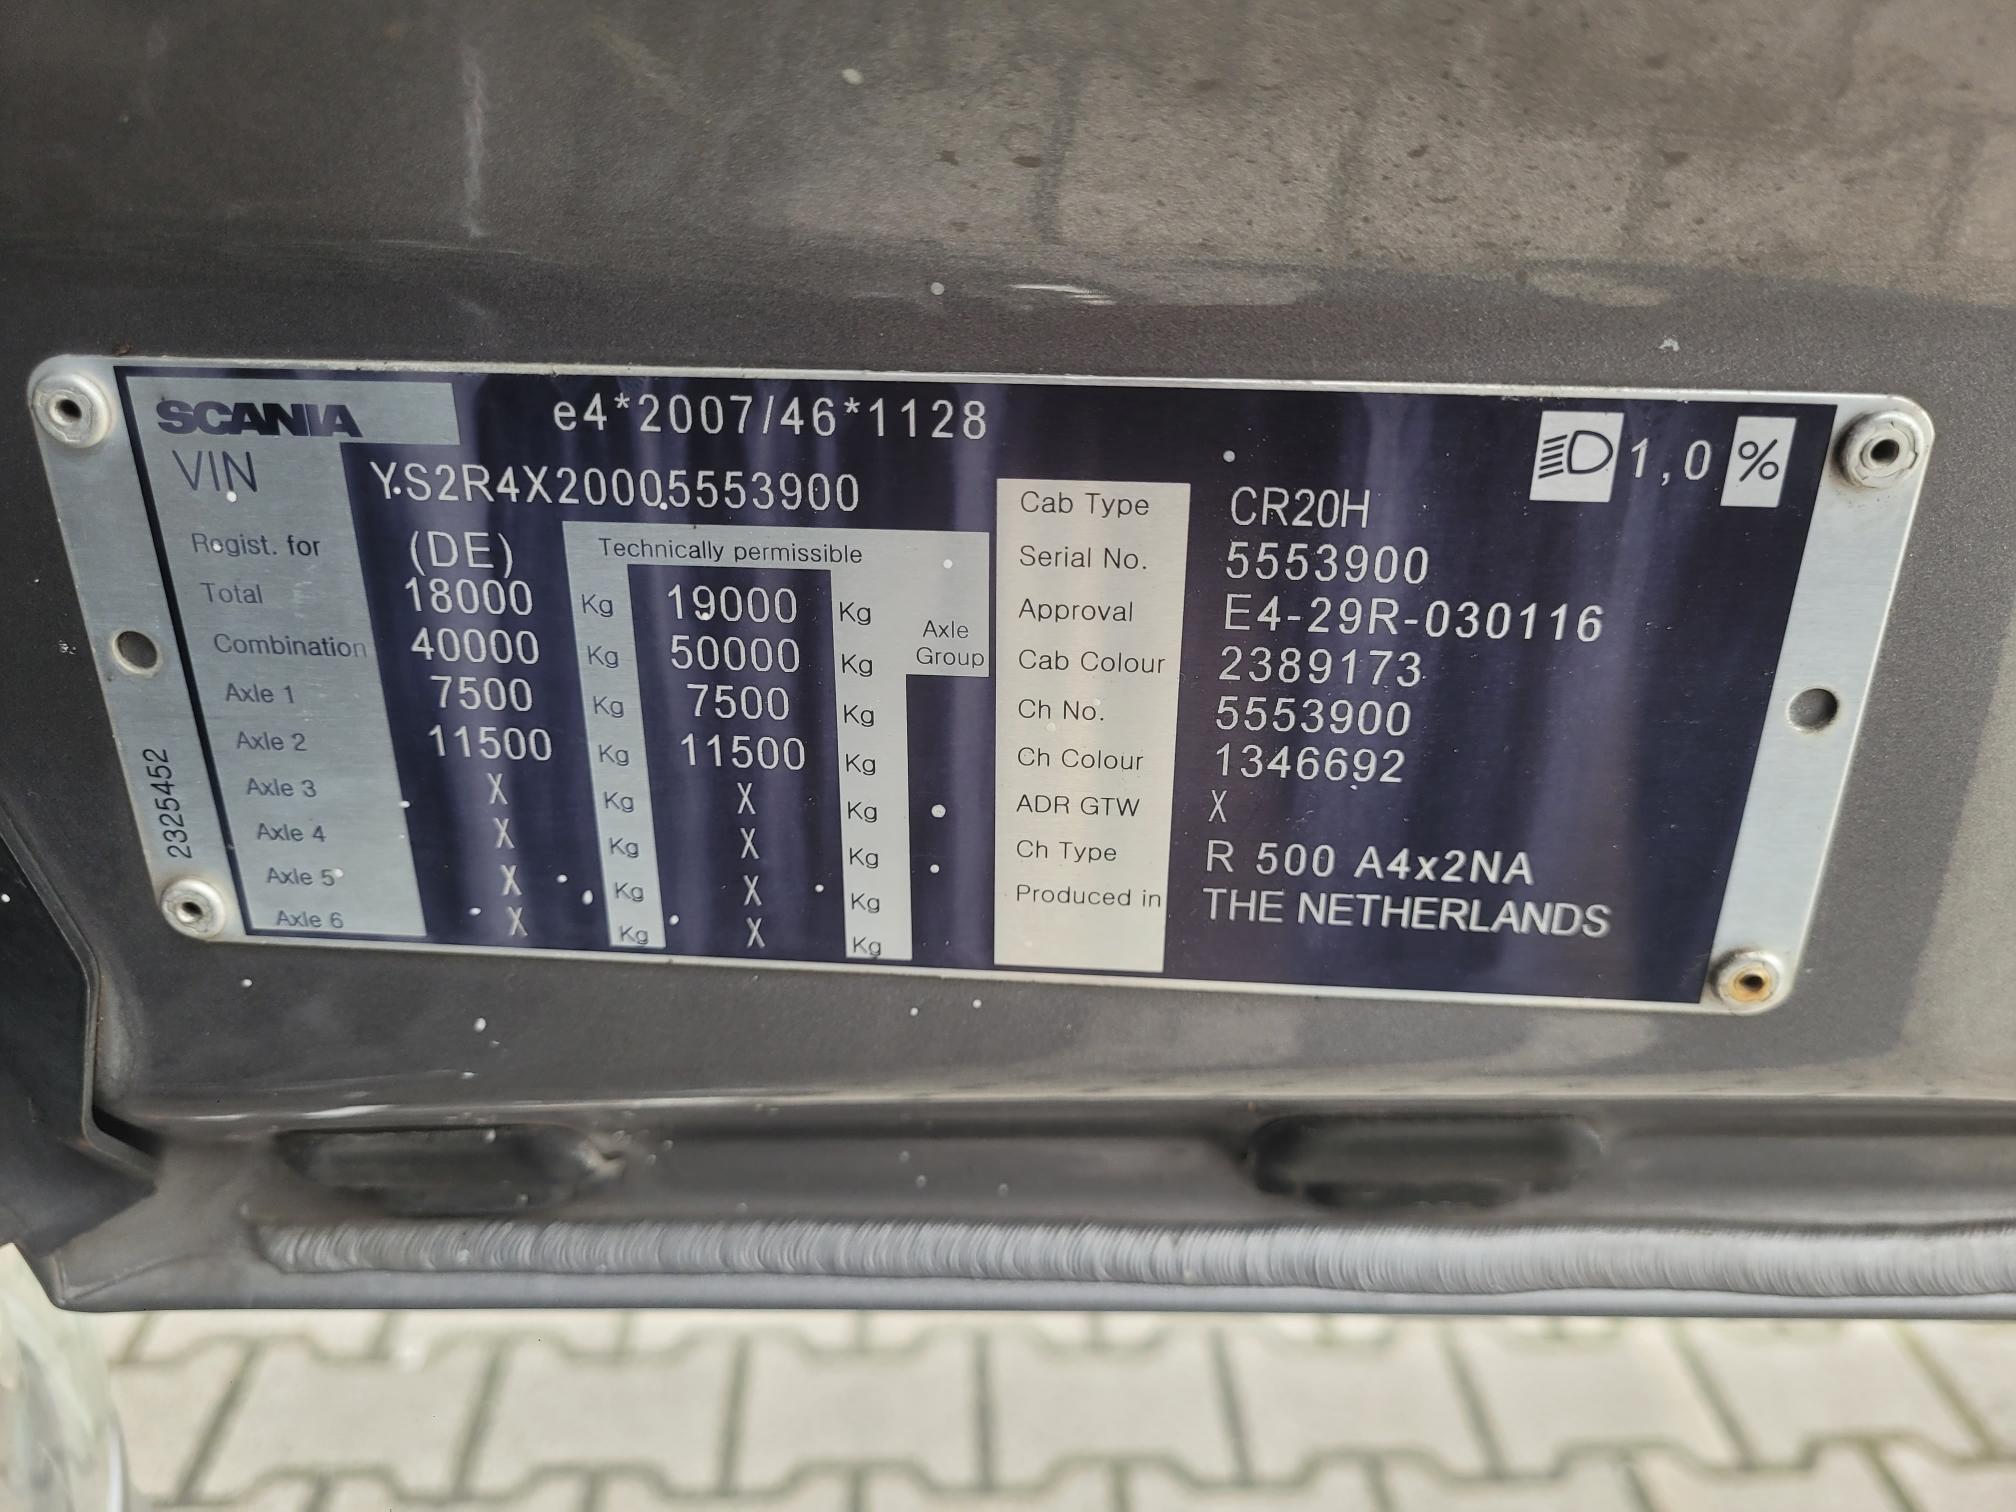 SCANIA e4*2007/46*1128
1,0 %
VIN YS2R4X20005553900
Regist. for (DE)
Technically permissible
Total 18000 Kg 19000 Kg
Combination 40000 Kg 50000 Kg
Axle
Group
Axle 1 7500 Kg 7500 Kg
Axle 2 11500 Kg 11500 Kg
Axle 3 X Kg X Kg
Axle 4 X Kg X Kg
Axle 5 X Kg X Kg
Axle 6 X Kg X Kg
Cab Type CR20H
Serial No. 5553900
Approval E4-29R-030116
Cab Colour 2389173
Ch No. 5553900
Ch Colour 1346692
ADR GTW X
Ch Type R 500 A4x2NA
Produced in THE NETHERLANDS
2325452